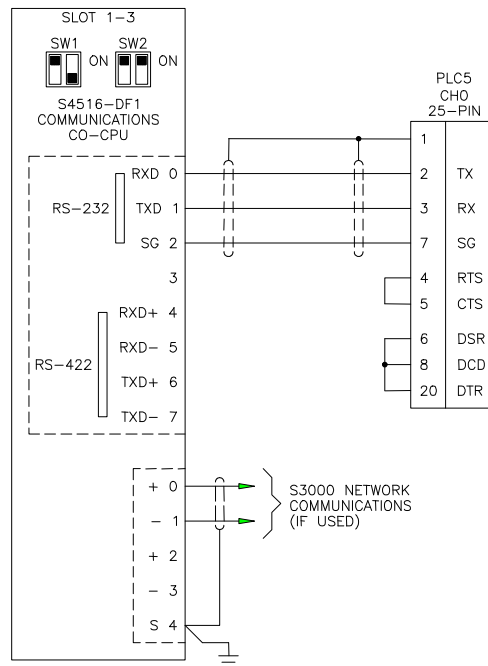 SLOT 1-3
SW1 ON SW2 ON
S4516-DF1
COMMUNICATIONS
CO-CPU
PLC5
CH0
25-PIN
1
RS-232
RXD 0
2 TX
TXD 1
3 RX
SG 2
7 SG
3
4 RTS
5 CTS
RS-422
RXD+ 4
RXD- 5
TXD+ 6
TXD- 7
6 DSR
8 DCD
20 DTR
+ 0
- 1
+ 2
- 3
S 4
S3000 NETWORK
COMMUNICATIONS
(IF USED)